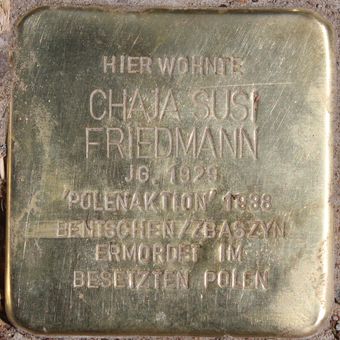 HIER WOHNTE
CHAJA SUSI
FRIEDMANN
JG. 1929
'POLENAKTION' 1938
BENTSCHEN/ZBASZYN
ERMORDET IM
BESETZTEN POLEN